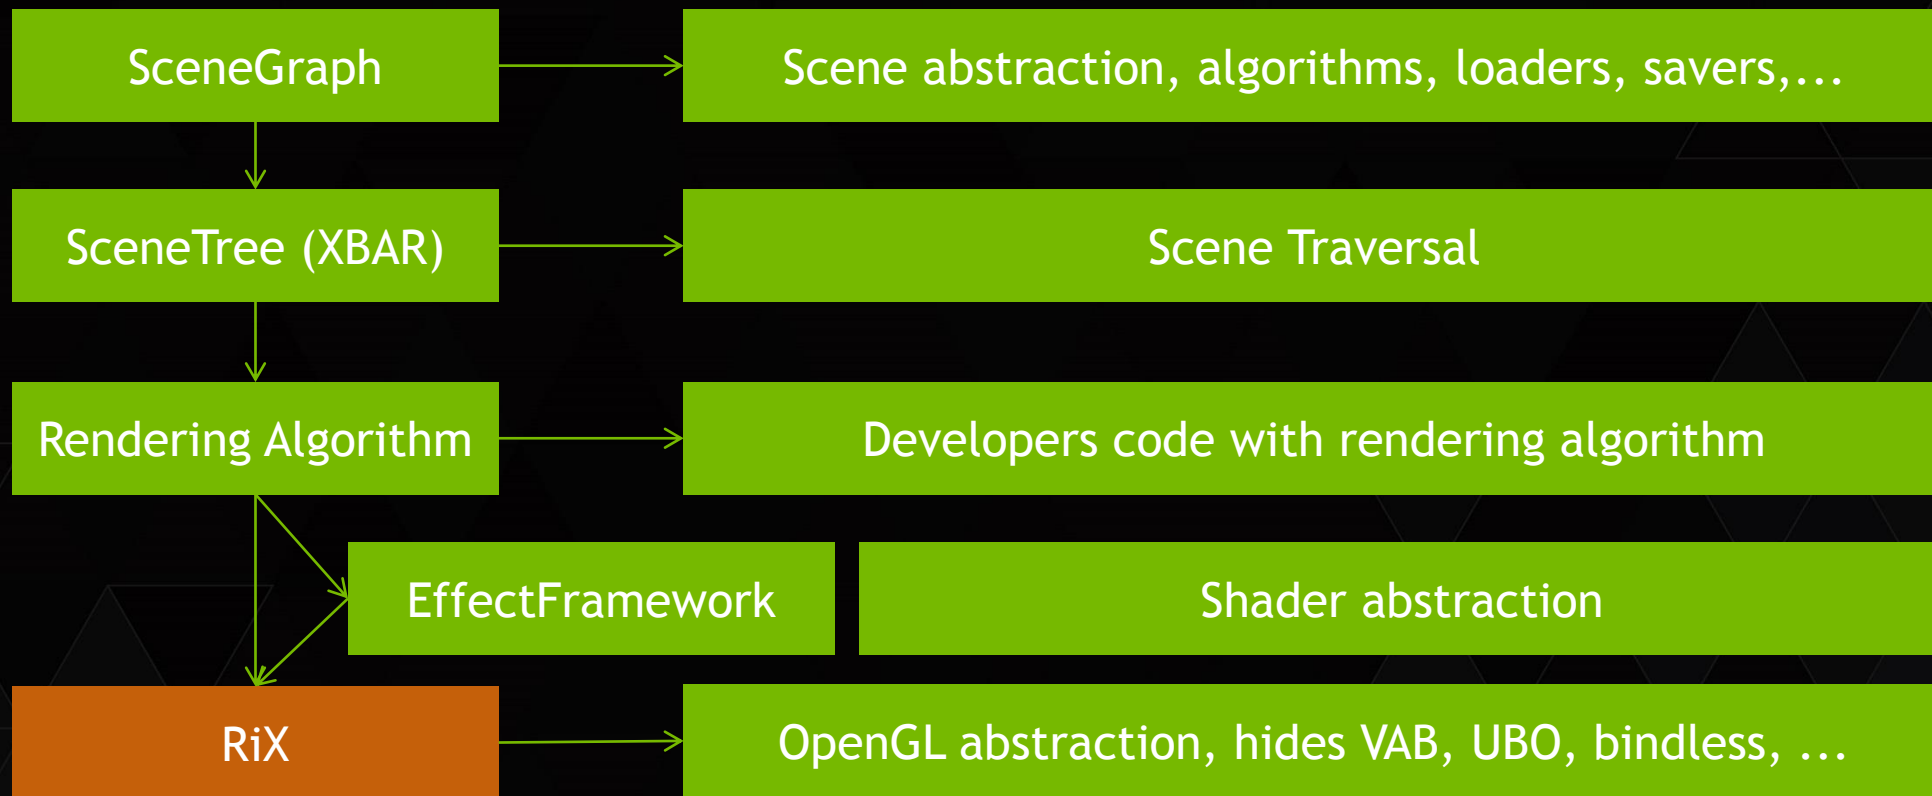 SceneGraph
Scene abstraction, algorithms, loaders, savers,...
SceneTree (XBAR)
Scene Traversal
Rendering Algorithm
Developers code with rendering algorithm
EffectFramework
Shader abstraction
RiX
OpenGL abstraction, hides VAB, UBO, bindless, ...